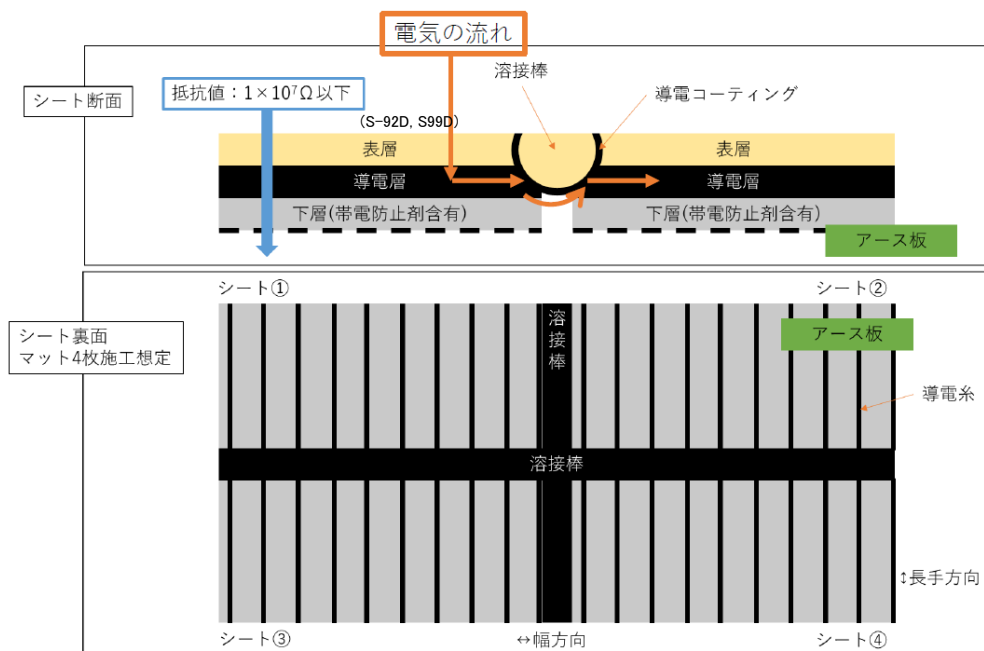 電気の流れ
シート断面
抵抗値：1×10⁷Ω以下
溶接棒
導電コーティング
(S-92D, S99D)
表層
表層
導電層
導電層
下層(帯電防止剤含有)
下層(帯電防止剤含有)
アース板
シート①
シート②
シート裏面
マット4枚施工想定
溶接棒
アース板
導電糸
溶接棒
↕長手方向
シート③
↔幅方向
シート④